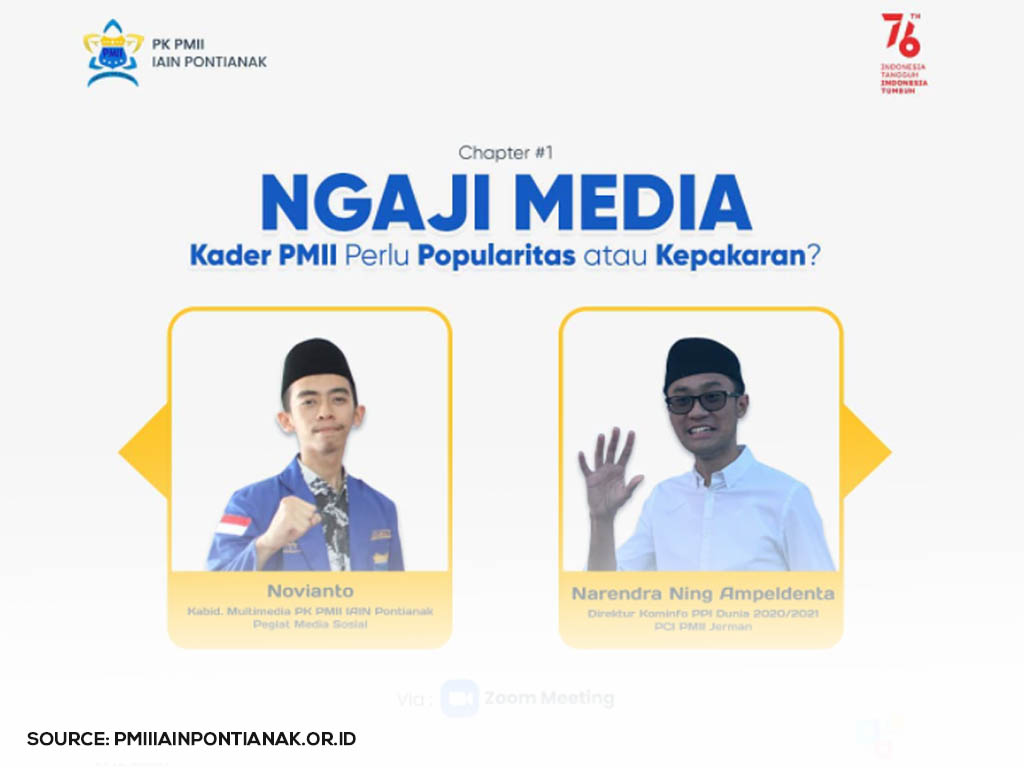 PK PMII
IAIN PONTIANAK
76TH
INDONESIA
TANGGUH
INDONESIA
TUMBUH
Chapter #1
NGAJI MEDIA
Kader PMII Perlu Popularitas atau Kepakaran?
Novianto
Kabid. Multimedia PK PMII IAIN Pontianak
Pegiat Media Sosial
Narendra Ning Ampeldenta
Direktur Kominfo PPI Dunia 2020/2021
PCI PMII Jerman
Via : Zoom Meeting
SOURCE: PMIIIAINPONTIANAK.OR.ID